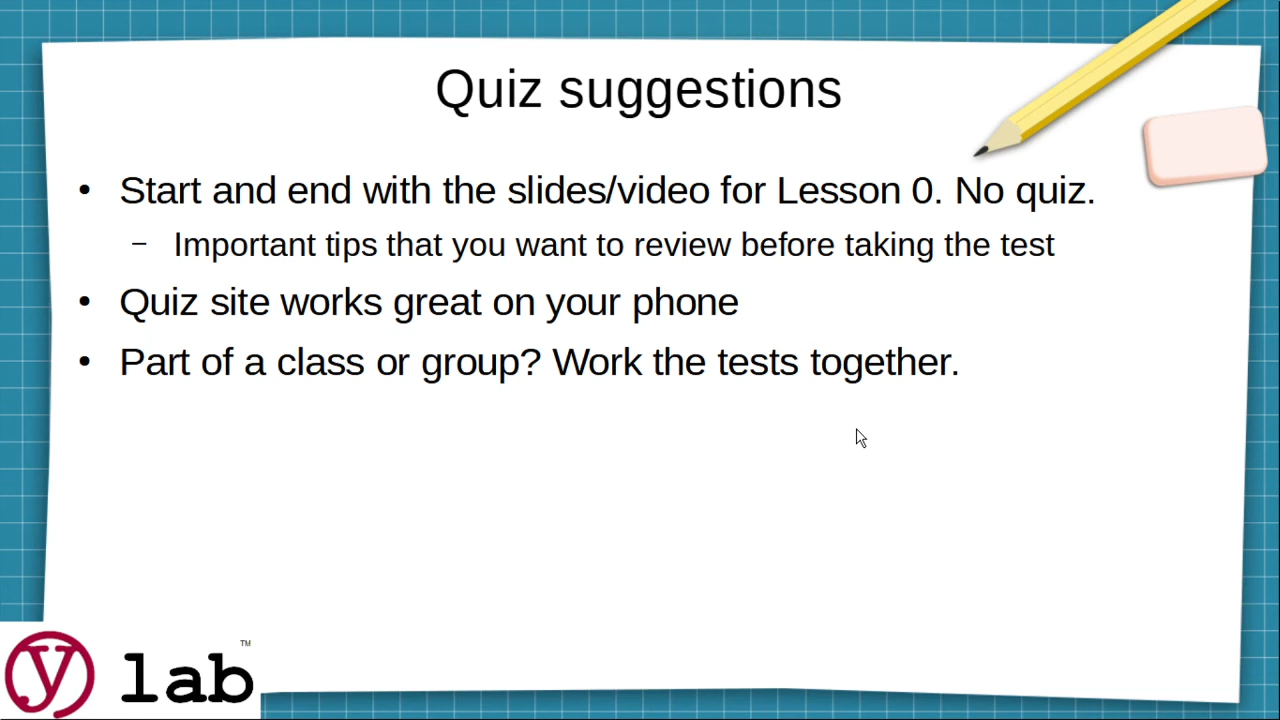 Quiz suggestions
• Start and end with the slides/video for Lesson 0. No quiz.
– Important tips that you want to review before taking the test
• Quiz site works great on your phone
• Part of a class or group? Work the tests together.
y lab™